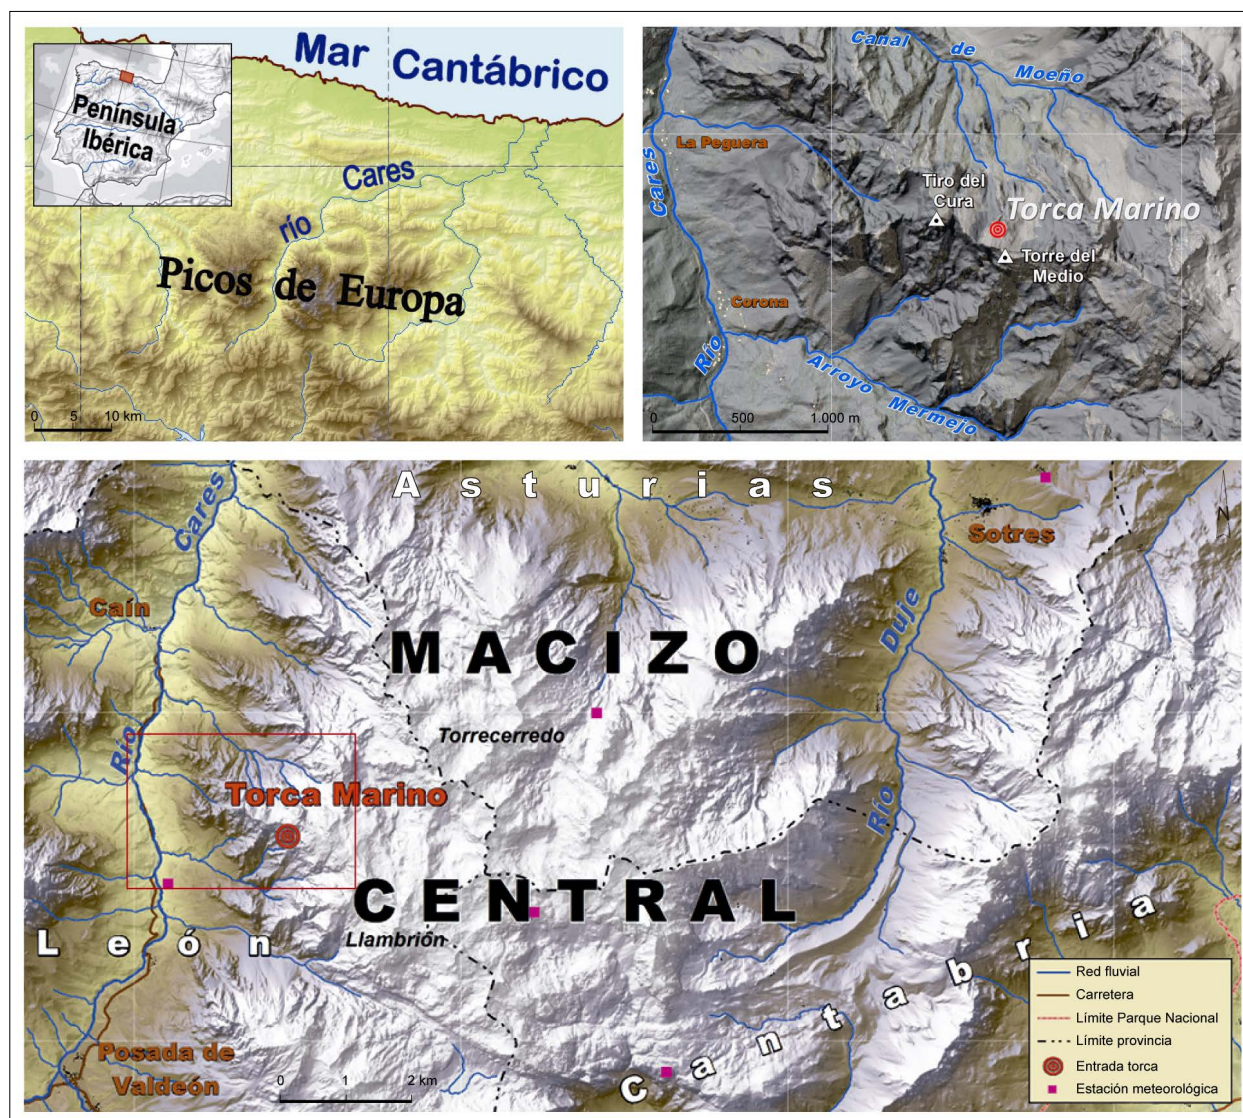 Mar Cantábrico
Península
Ibérica
río Cares
Picos de Europa
0 5 10 km
Canal de Moeño
La Peguera
Cares
Tiro del
Cura
Torca Marino
Torre del
Medio
Corona
Río
Arroyo Mermejo
0 500 1.000 m
Asturias
Cares
Sotres
Caín
Duje
MACIZO
Torrecerredo
Río
Torca Marino
Río
CENTRAL
León
Llambrión
Cantabria
Posada de
Valdeón
0 1 2 km
Red fluvial
Carretera
Límite Parque Nacional
Límite provincia
Entrada torca
Estación meteorológica
N